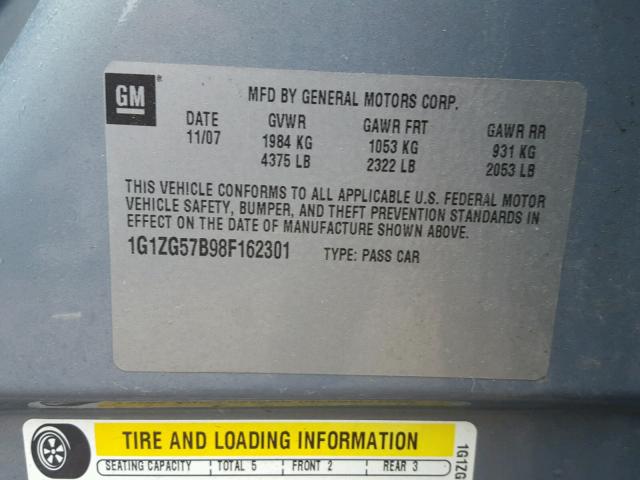 GM
MFD BY GENERAL MOTORS CORP.
DATE GVWR GAWR FRT GAWR RR
11/07 1984 KG 1053 KG 931 KG
4375 LB 2322 LB 2053 LB
THIS VEHICLE CONFORMS TO ALL APPLICABLE U.S. FEDERAL MOTOR
VEHICLE SAFETY, BUMPER, AND THEFT PREVENTION STANDARDS IN
EFFECT ON THE DATE OF MANUFACTURE SHOWN ABOVE.
1G1ZG57B98F162301 TYPE: PASS CAR
TIRE AND LOADING INFORMATION
SEATING CAPACITY TOTAL 5 FRONT 2 REAR 3
1G1ZG